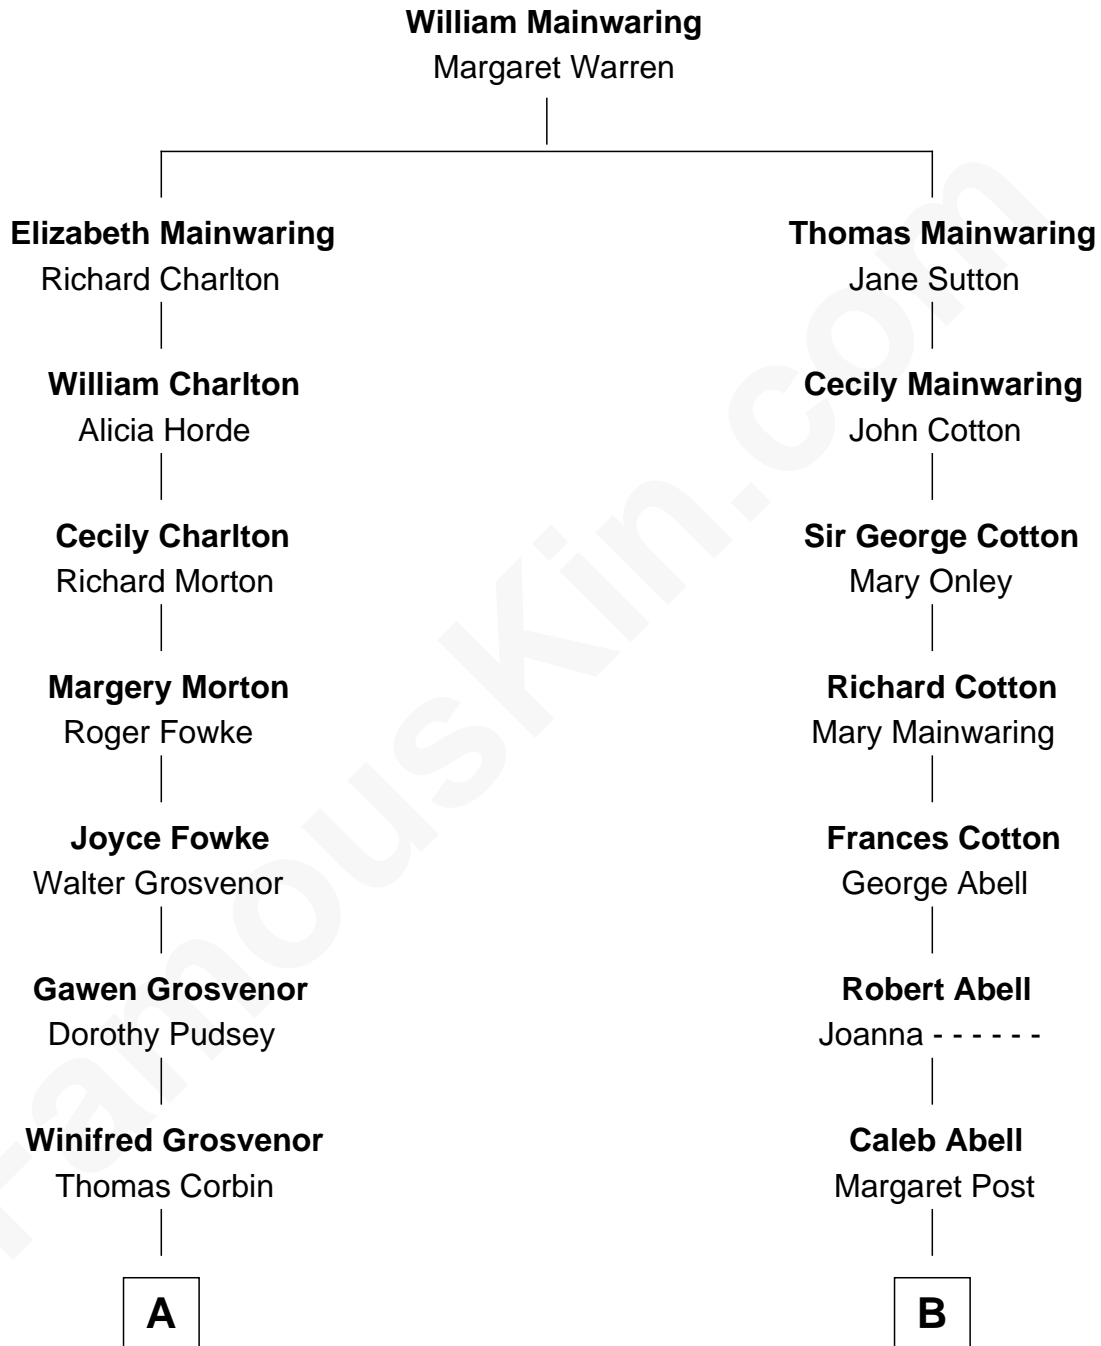 William Mainwaring
Margaret Warren
Elizabeth Mainwaring
Richard Charlton
William Charlton
Alicia Horde
Cecily Charlton
Richard Morton
Margery Morton
Roger Fowke
Joyce Fowke
Walter Grosvenor
Gawen Grosvenor
Dorothy Pudsey
Winifred Grosvenor
Thomas Corbin
A
Thomas Mainwaring
Jane Sutton
Cecily Mainwaring
John Cotton
Sir George Cotton
Mary Onley
Richard Cotton
Mary Mainwaring
Frances Cotton
George Abell
Robert Abell
Joanna - - - - - -
Caleb Abell
Margaret Post
B
FamousKin.com